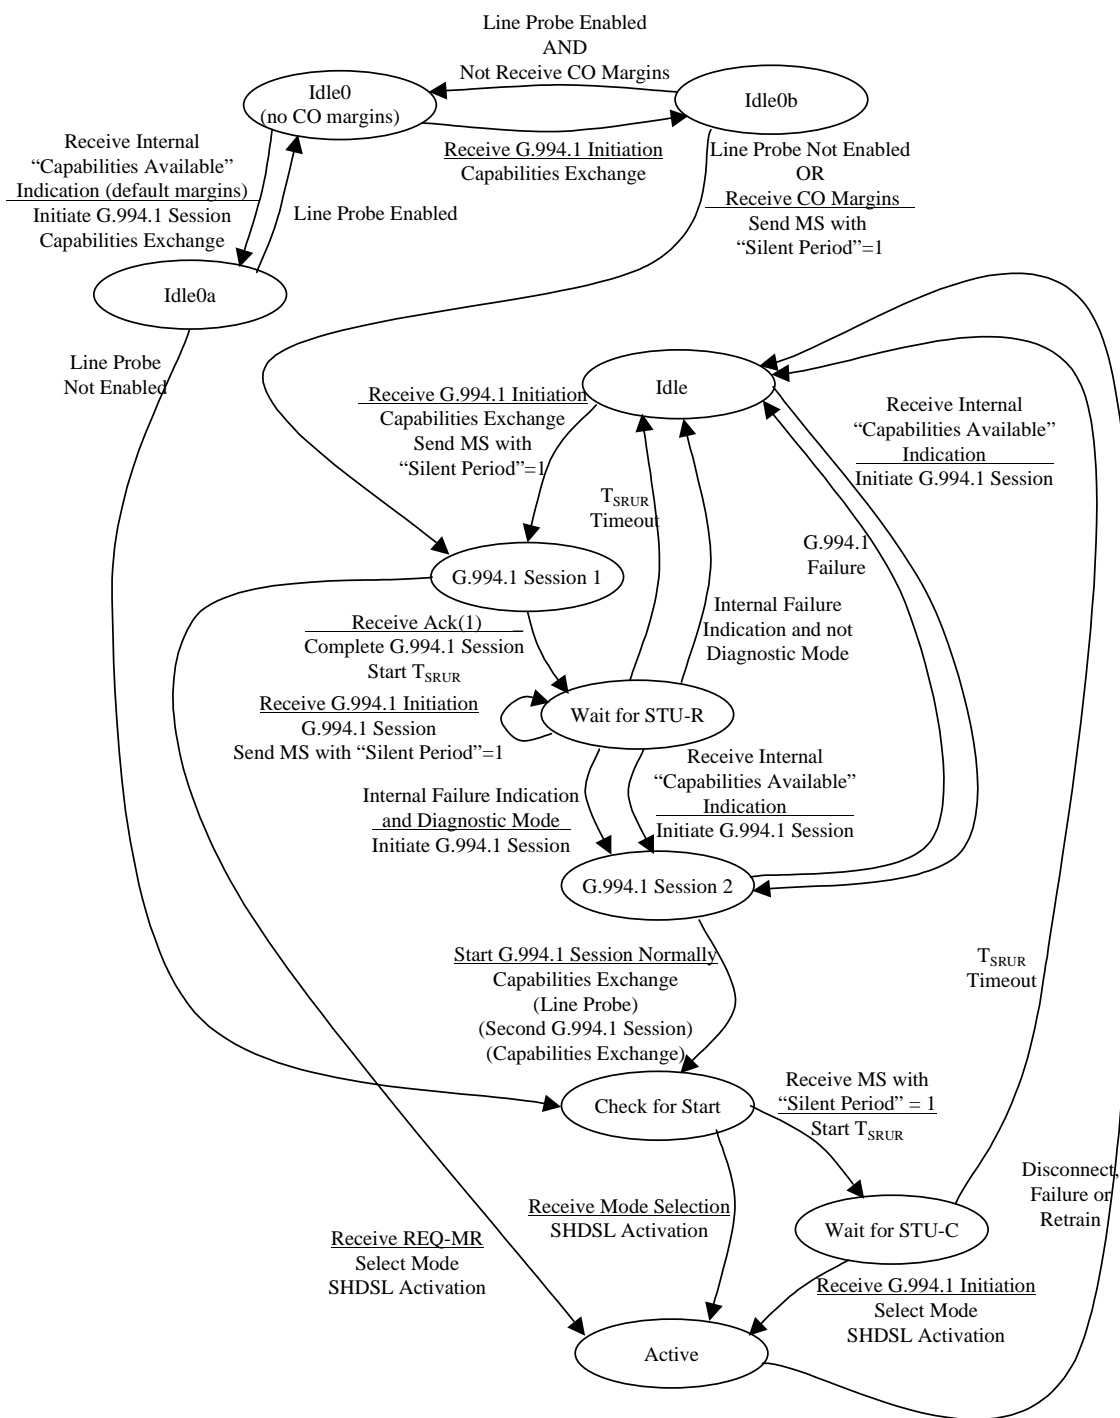 Line Probe Enabled
AND
Not Receive CO Margins
Idle0
(no CO margins)
Idle0b
Receive Internal
“Capabilities Available”
Indication (default margins)
Initiate G.994.1 Session
Capabilities Exchange
Line Probe Enabled
Receive G.994.1 Initiation
Capabilities Exchange
Line Probe Not Enabled
OR
Receive CO Margins
Send MS with
“Silent Period”=1
Idle0a
Line Probe
Not Enabled
Idle
Receive G.994.1 Initiation
Capabilities Exchange
Send MS with
“Silent Period”=1
Receive Internal
“Capabilities Available”
Indication
Initiate G.994.1 Session
TSRUR
Timeout
G.994.1
Failure
G.994.1 Session 1
Internal Failure
Indication and not
Diagnostic Mode
Receive Ack(1)
Complete G.994.1 Session
Start TSRUR
Receive G.994.1 Initiation
G.994.1 Session
Send MS with “Silent Period”=1
Wait for STU-R
Receive Internal
“Capabilities Available”
Indication
Initiate G.994.1 Session
Internal Failure Indication
and Diagnostic Mode
Initiate G.994.1 Session
G.994.1 Session 2
Start G.994.1 Session Normally
Capabilities Exchange
(Line Probe)
(Second G.994.1 Session)
(Capabilities Exchange)
TSRUR
Timeout
Check for Start
Receive MS with
“Silent Period” = 1
Start TSRUR
Disconnect,
Failure or
Retrain
Receive Mode Selection
SHDSL Activation
Wait for STU-C
Receive REQ-MR
Select Mode
SHDSL Activation
Receive G.994.1 Initiation
Select Mode
SHDSL Activation
Active